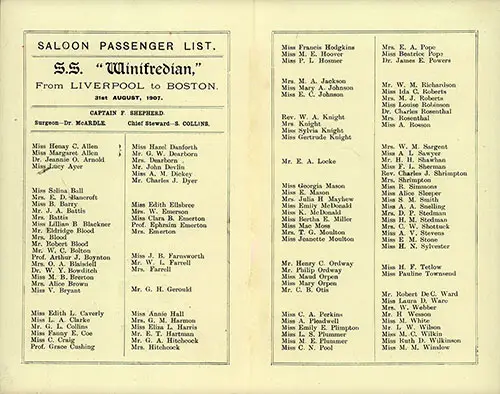 SALOON PASSENGER LIST.
S.S. "Winifredian,"
From LIVERPOOL to BOSTON.
31st AUGUST, 1907.
CAPTAIN F. SHEPHERD.
Surgeon—Dr. McARDLE. Chief Steward—S. COLLINS.
Miss Henay C. Allen
Miss Margaret Allen
Dr. Jeannie O. Arnold
Miss Lucy Ayer
Miss Selina Ball
Mrs. E. D. Bancroft
Miss B. Barry
Mr. J. A. Battis
Mrs. Battis
Miss Lillian B. Blackner
Mr. Eldridge Blood
Mrs. Blood
Mr. Robert Blood
Mr. W. C. Bolton
Prof. Arthur J. Boynton
Mrs. O. A. Blaisdell
Dr. W. Y. Bowditch
Miss M. B. Brereton
Mrs. Alice Brown
Miss V. Bryant
Miss Edith L. Caverly
Miss L. A. Clarke
Mr. G. L. Collins
Miss Fanny E. Coe
Miss C. Craig
Prof. Grace Cushing
Miss Hazel Danforth
Mr. G. W. Dearborn
Mrs. Dearborn
Mr. John Devlin
Miss A. M. Dickey
Mr. Charles J. Dyer
Miss Edith Ellsbree
Mrs. W. Emerson
Miss Clara B. Emerton
Prof. Ephraim Emerton
Mrs. Emerton
Miss J. B. Farnsworth
Mr. W. L. Farrell
Mrs. Farrell
Mr. G. H. Gerould
Miss Annie Hall
Mrs. G. M. Harmon
Miss Eliza L. Harris
Mr. E. T. Hartman
Mr. G. A. Hitchcock
Mrs. Hitchcock
Miss Francis Hodgkins
Miss M. E. Hoover
Miss P. L. Hosmer
Mrs. M. A. Jackson
Miss Mary A. Johnson
Miss E. C. Johnson
Rev. W. A. Knight
Mrs. Knight
Miss Sylvia Knight
Miss Gertrude Knight
Mr. E. A. Locke
Miss Georgia Mason
Miss E. Mason
Mrs. Julia H Mayhew
Miss Emily McDonald
Miss K. McDonald
Miss Bertha E. Miller
Miss Mac Moss
Mrs. T. G. Moulton
Miss Jeanette Moulton
Mr. Henry C. Ordway
Mr. Philip Ordway
Miss Maud Orpen
Miss Mary Orpen
Mr. C. B. Otis
Miss C. A. Perkins
Miss A. Pleadwell
Miss Emily E. Plimpton
Miss L. S. Plummer
Miss M. E. Plummer
Miss C. N. Pool
Mrs. E. A. Pope
Miss Beatrice Pope
Dr. James E. Powers
Mr. W. M. Richardson
Miss Ida C. Roberts
Mrs. M. J. Roberts
Miss Louise Robinson
Dr. Charles Rosenthal
Mrs. Rosenthal
Miss A. Rosson
Mrs. W. M. Sargent
Miss A. L. Sawyer
Mr. H. H. Shawhan
Miss F. L. Sherman
Rev. Charles J. Shrimpton
Mrs. Shrimpton
Miss R. Simmons
Miss Alice Sleeper
Miss S. M. Smith
Miss A. A. Snelling
Mrs. D. P. Stedman
Miss H. M. Stedman
Mrs. C. W. Shattuck
Miss A. V. Stevens
Miss E. M. Stone
Miss H. N. Sylvester
Miss H. F. Tetlow
Miss Pauline Townsend
Mr. Robert DeC. Ward
Miss Laura D. Ware
Mrs. W. Webber
Mr. H Wesson
Miss M. White
Mr. L. W. Wilson
Miss M. C. Wilkin
Miss Ruth D. Wilkinson
Miss M. M. Winslow